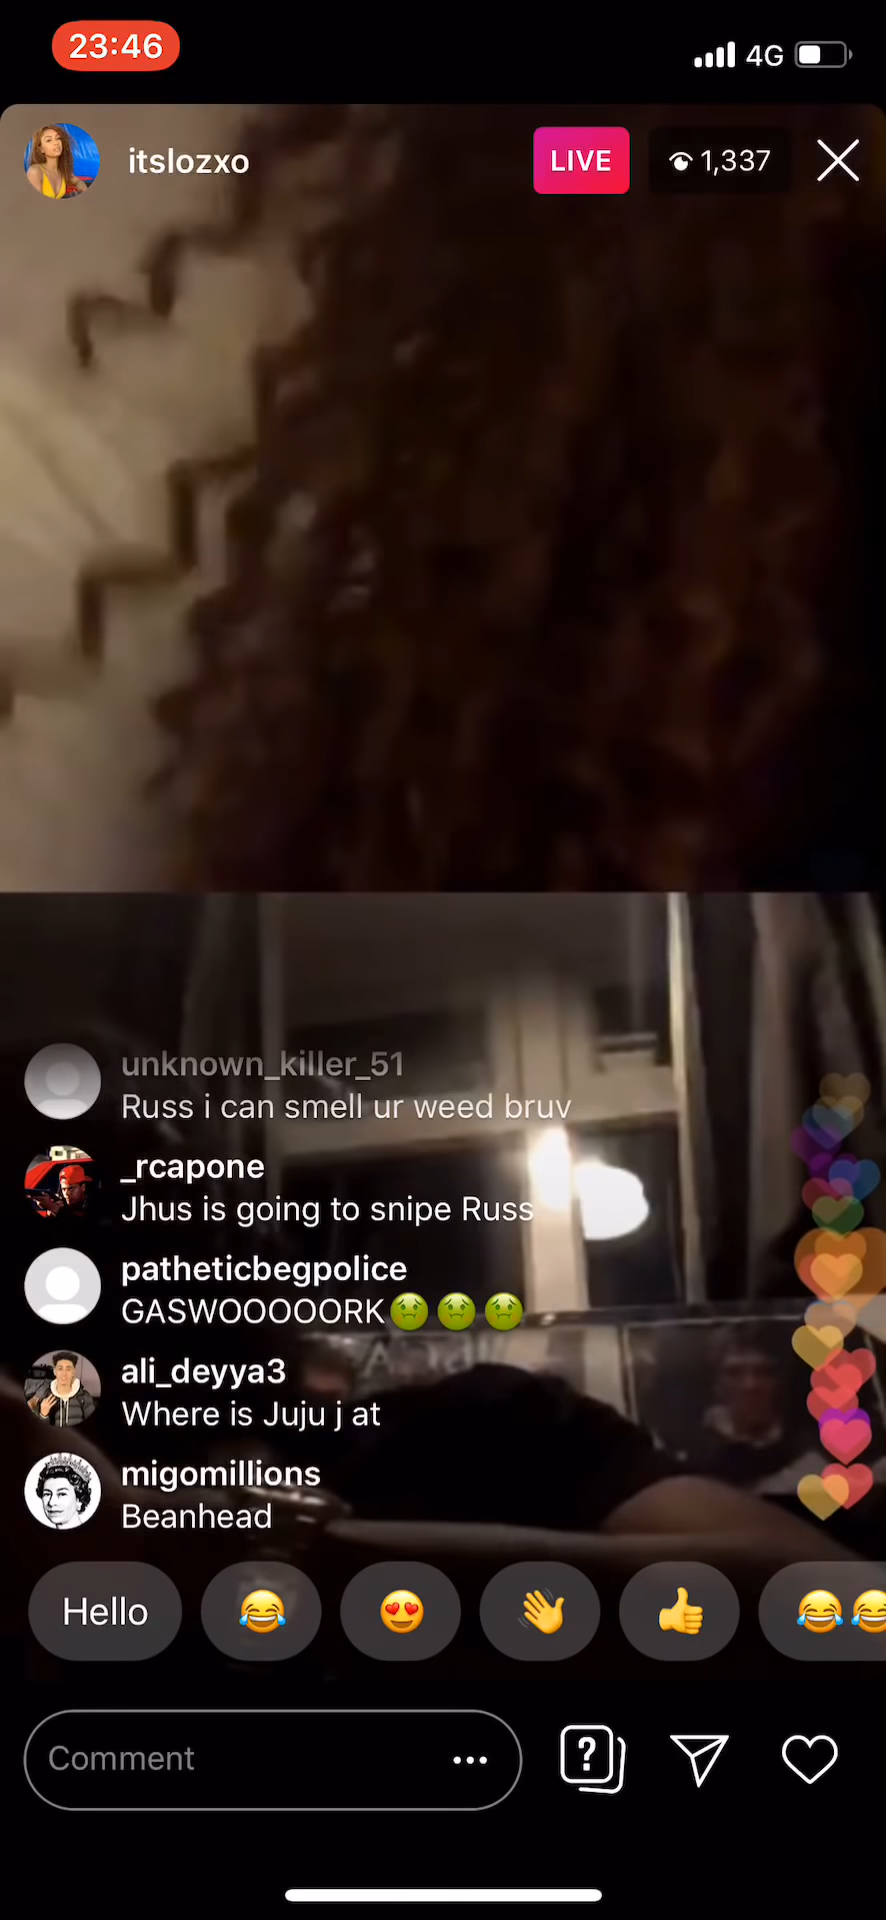 23:46
4G
itslozxo
LIVE
1,337
unknown_killer_51
Russ i can smell ur weed bruv
_rcapone
Jhus is going to snipe Russ
patheticbegpolice
GASWOOOOORK🤢🤢🤢
ali_deyya3
Where is Juju j at
migomillions
Beanhead
Hello
Comment